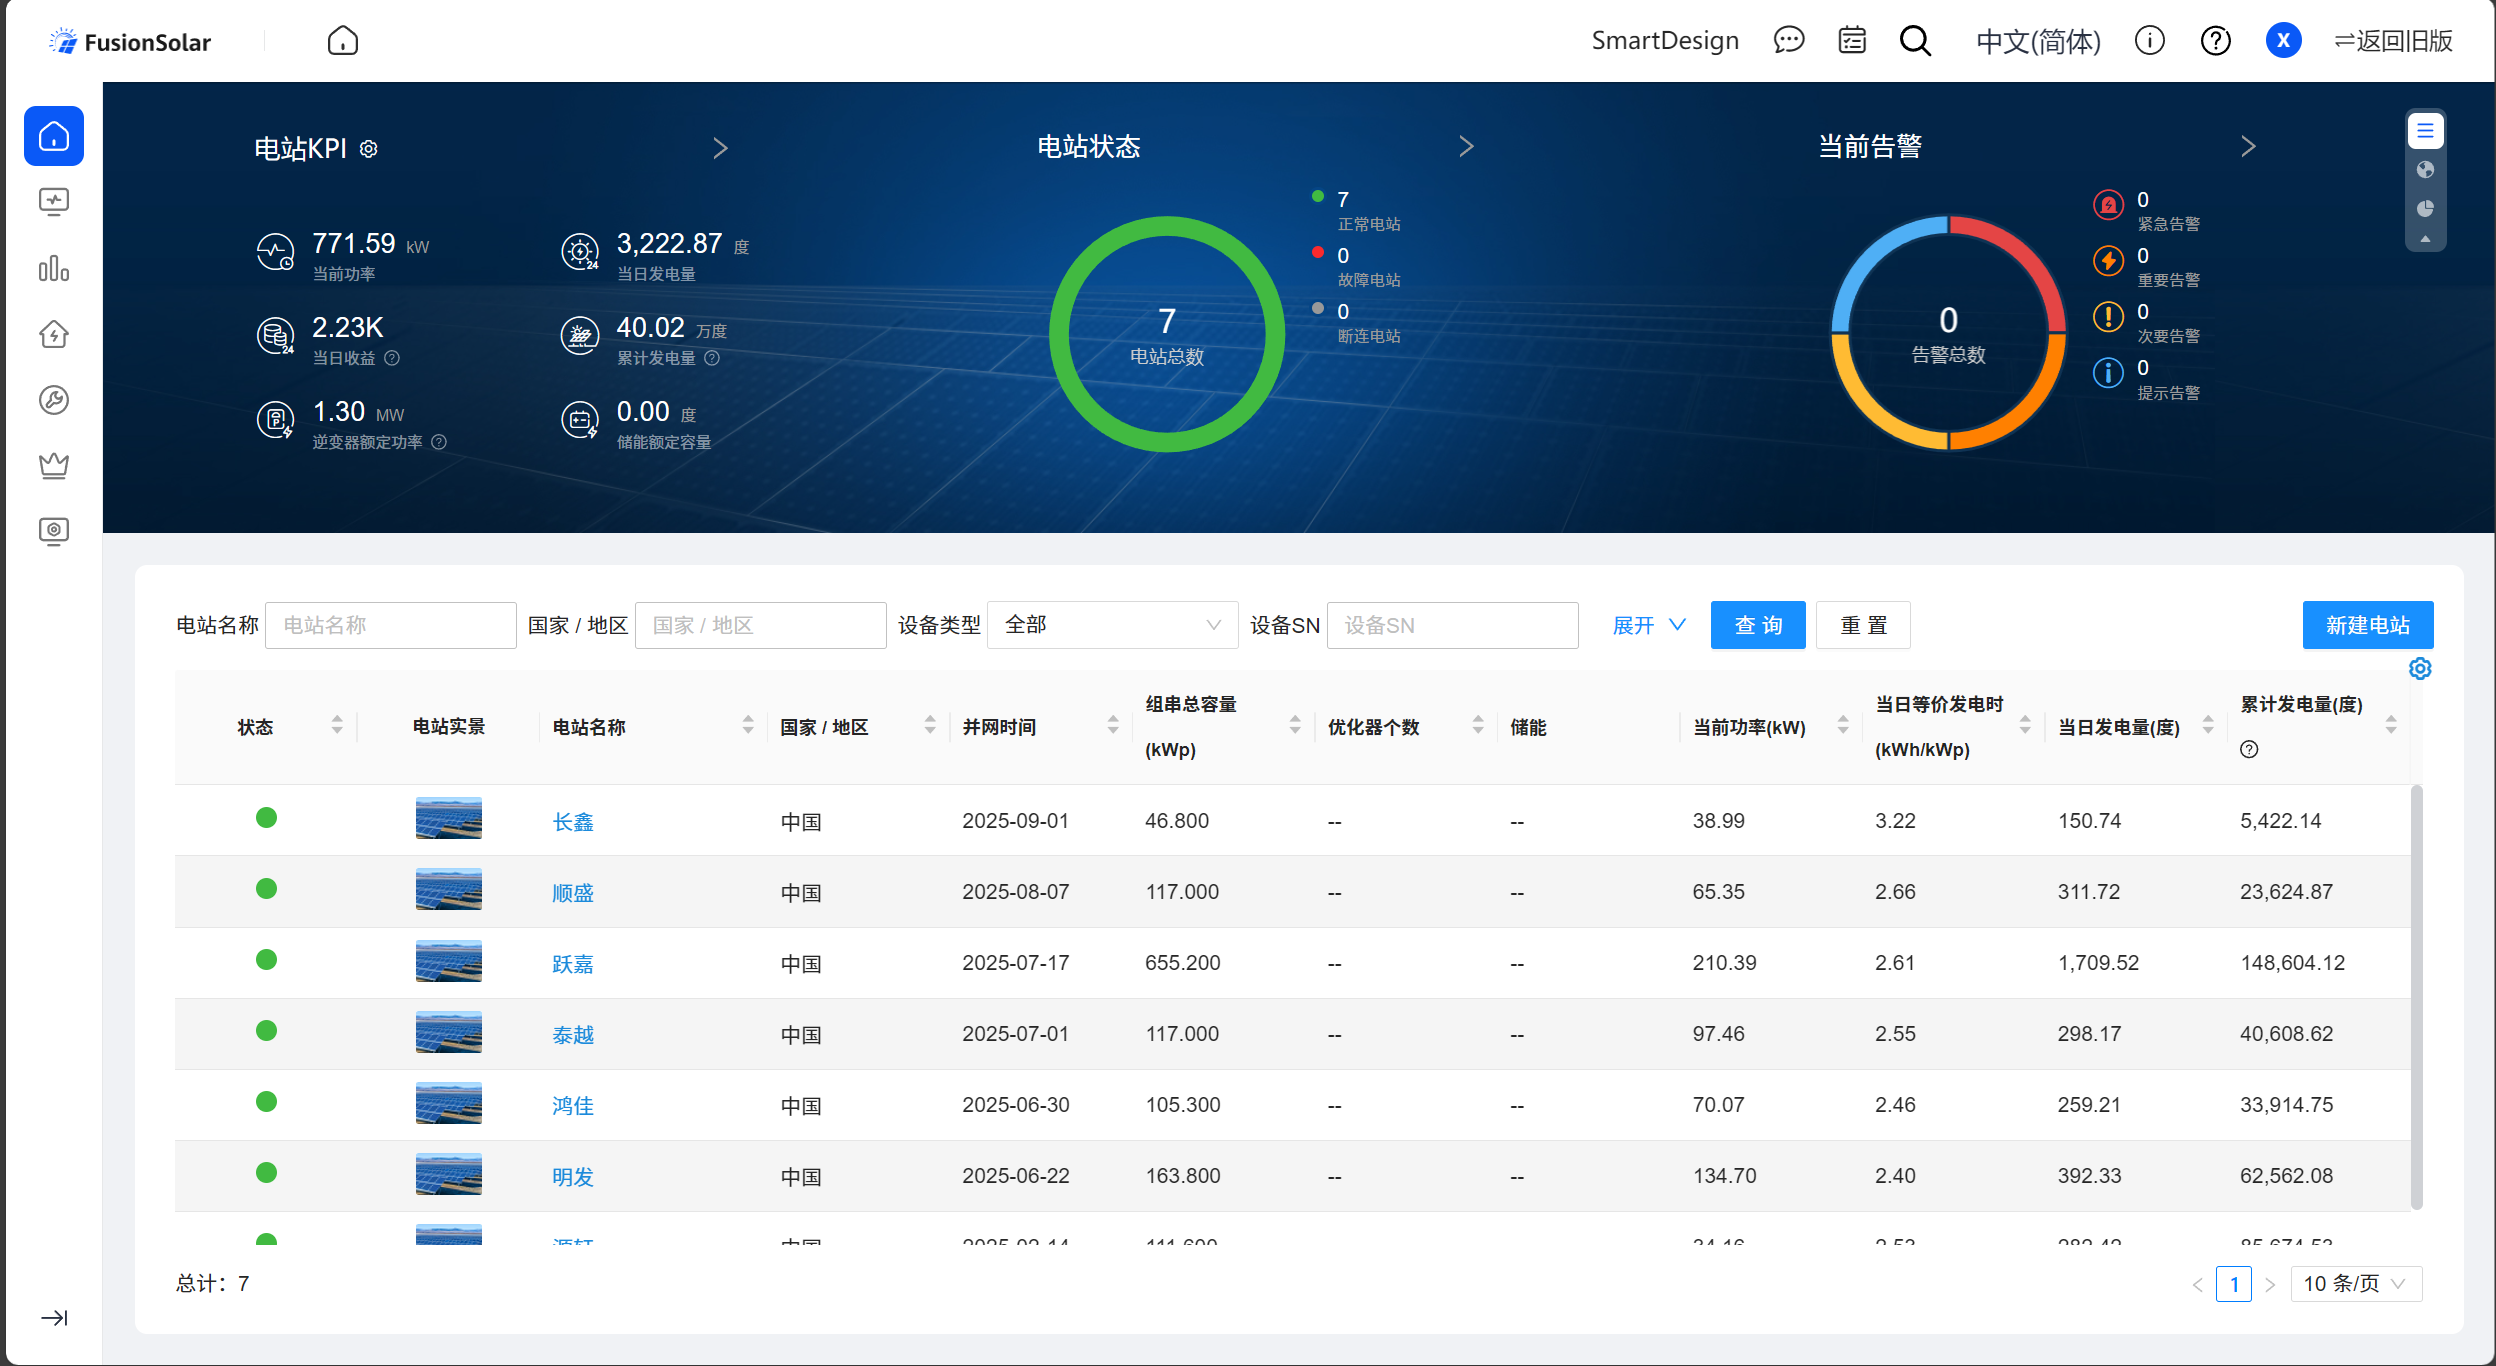 FusionSolar
SmartDesign
中文(简体)
X
⇌返回旧版
电站KPI
771.59 kW
当前功率
3,222.87 度
当日发电量
2.23K
当日收益
40.02 万度
累计发电量
1.30 MW
逆变器额定功率
0.00 度
储能额定容量
电站状态
7
电站总数
7
正常电站
0
故障电站
0
断连电站
当前告警
0
告警总数
0
紧急告警
0
重要告警
0
次要告警
0
提示告警
电站名称 电站名称 国家 / 地区 国家 / 地区 设备类型 全部 设备SN 设备SN 展开 查 询 重 置 新建电站
状态 电站实景 电站名称 国家 / 地区 并网时间 组串总容量(kWp) 优化器个数 储能 当前功率(kW) 当日等价发电时(kWh/kWp) 当日发电量(度) 累计发电量(度)
长鑫 中国 2025-09-01 46.800 -- -- 38.99 3.22 150.74 5,422.14
顺盛 中国 2025-08-07 117.000 -- -- 65.35 2.66 311.72 23,624.87
跃嘉 中国 2025-07-17 655.200 -- -- 210.39 2.61 1,709.52 148,604.12
泰越 中国 2025-07-01 117.000 -- -- 97.46 2.55 298.17 40,608.62
鸿佳 中国 2025-06-30 105.300 -- -- 70.07 2.46 259.21 33,914.75
明发 中国 2025-06-22 163.800 -- -- 134.70 2.40 392.33 62,562.08
中国
总计：7
1
10 条/页